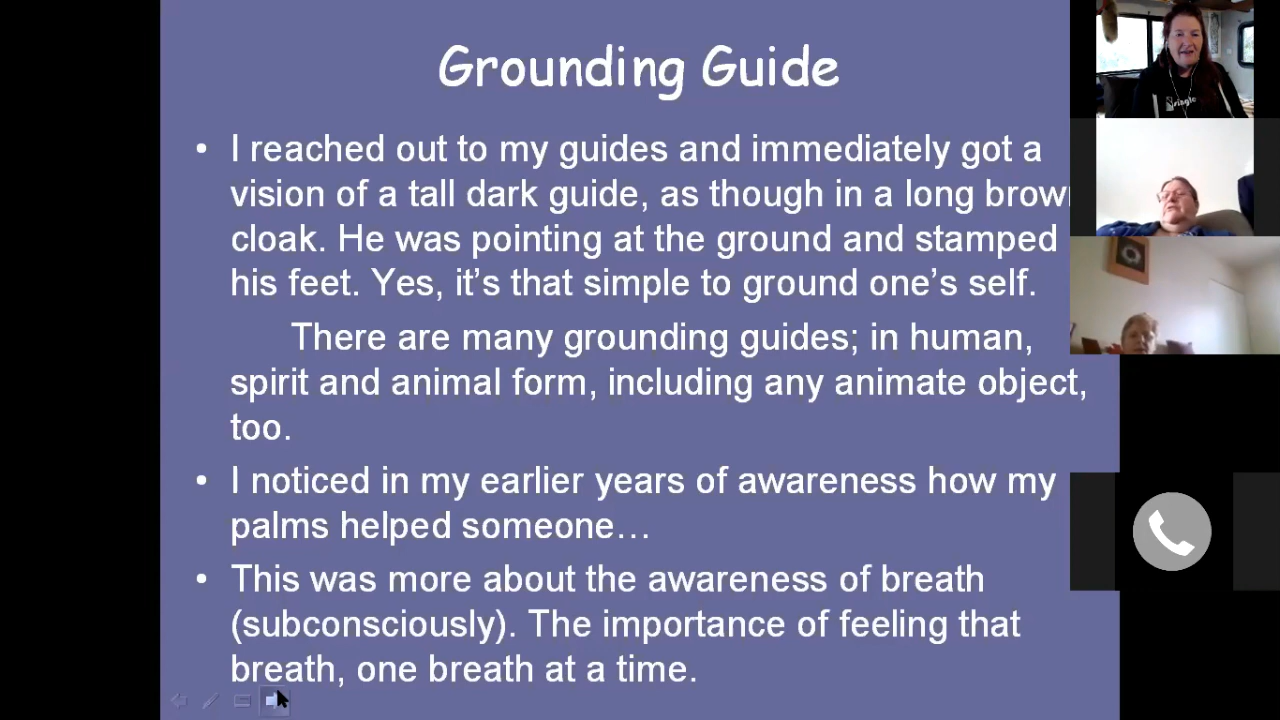 Grounding Guide
• I reached out to my guides and immediately got a
vision of a tall dark guide, as though in a long brown
cloak. He was pointing at the ground and stamped
his feet. Yes, it’s that simple to ground one’s self.
There are many grounding guides; in human,
spirit and animal form, including any animate object,
too.
• I noticed in my earlier years of awareness how my
palms helped someone…
• This was more about the awareness of breath
(subconsciously). The importance of feeling that
breath, one breath at a time.